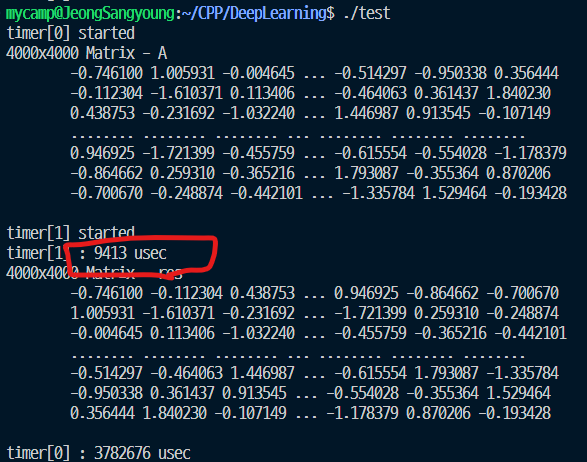 mycamp@JeongSangyoung:~/CPP/DeepLearning$ ./test
timer[0] started
4000x4000 Matrix - A
-0.746100 1.005931 -0.004645 ... -0.514297 -0.950338 0.356444
-0.112304 -1.610371 0.113406 ... -0.464063 0.361437 1.840230
0.438753 -0.231692 -1.032240 ... 1.446987 0.913545 -0.107149
........ ........ ........ ... ........ ........ ........
0.946925 -1.721399 -0.455759 ... -0.615554 -0.554028 -1.178379
-0.864662 0.259310 -0.365216 ... 1.793087 -0.355364 0.870206
-0.700670 -0.248874 -0.442101 ... -1.335784 1.529464 -0.193428
timer[1] started
timer[1] : 9413 usec
4000x4000 Matrix - res
-0.746100 -0.112304 0.438753 ... 0.946925 -0.864662 -0.700670
1.005931 -1.610371 -0.231692 ... -1.721399 0.259310 -0.248874
-0.004645 0.113406 -1.032240 ... -0.455759 -0.365216 -0.442101
........ ........ ........ ... ........ ........ ........
-0.514297 -0.464063 1.446987 ... -0.615554 1.793087 -1.335784
-0.950338 0.361437 0.913545 ... -0.554028 -0.355364 1.529464
0.356444 1.840230 -0.107149 ... -1.178379 0.870206 -0.193428
timer[0] : 3782676 usec